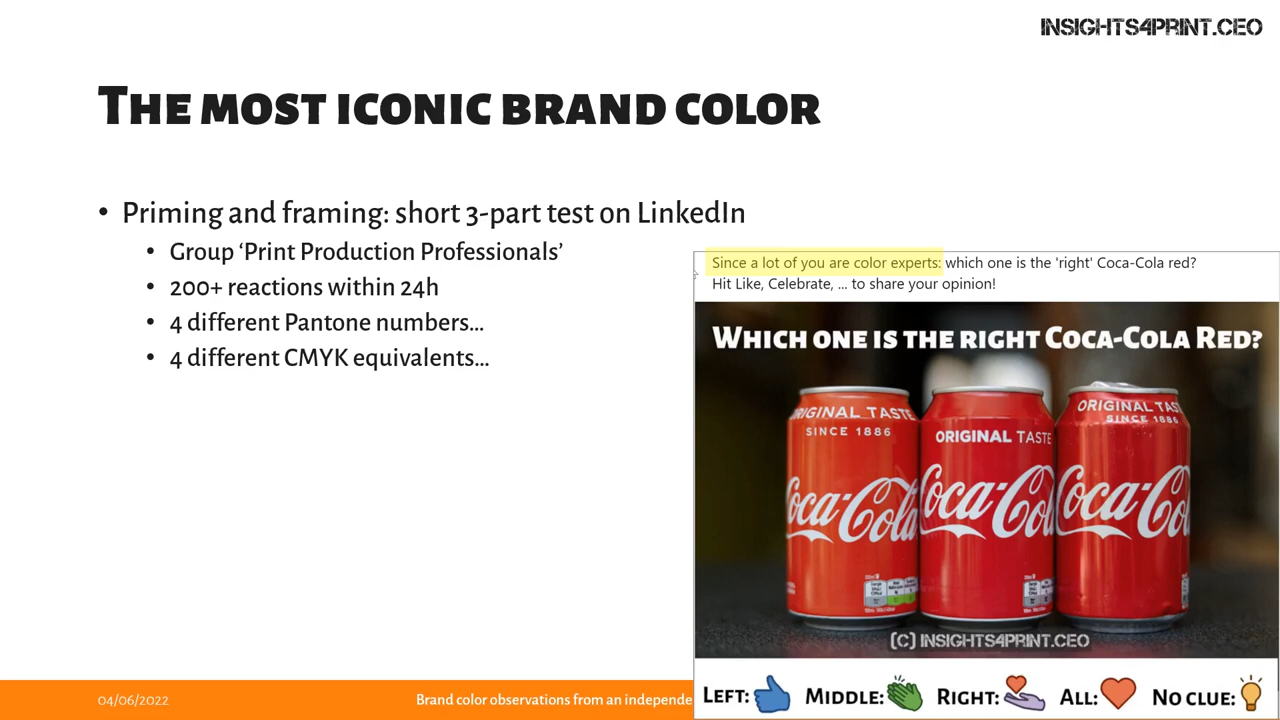 INSIGHTS4PRINT.CEO
The most iconic brand color
• Priming and framing: short 3-part test on LinkedIn
• Group ‘Print Production Professionals’
• 200+ reactions within 24h
• 4 different Pantone numbers...
• 4 different CMYK equivalents...
Since a lot of you are color experts: which one is the 'right' Coca-Cola red?
Hit Like, Celebrate, ... to share your opinion!
Which one is the right Coca-Cola Red?
ORIGINAL TASTE
SINCE 1886
Coca-Cola
ORIGINAL TASTE
Coca-Col
ORIGINAL TAS
SINCE 1886
Coca-Col
(C) INSIGHTS4PRINT.CEO
Left: Middle: Right: All: No clue:
04/06/2022
Brand color observations from an independe